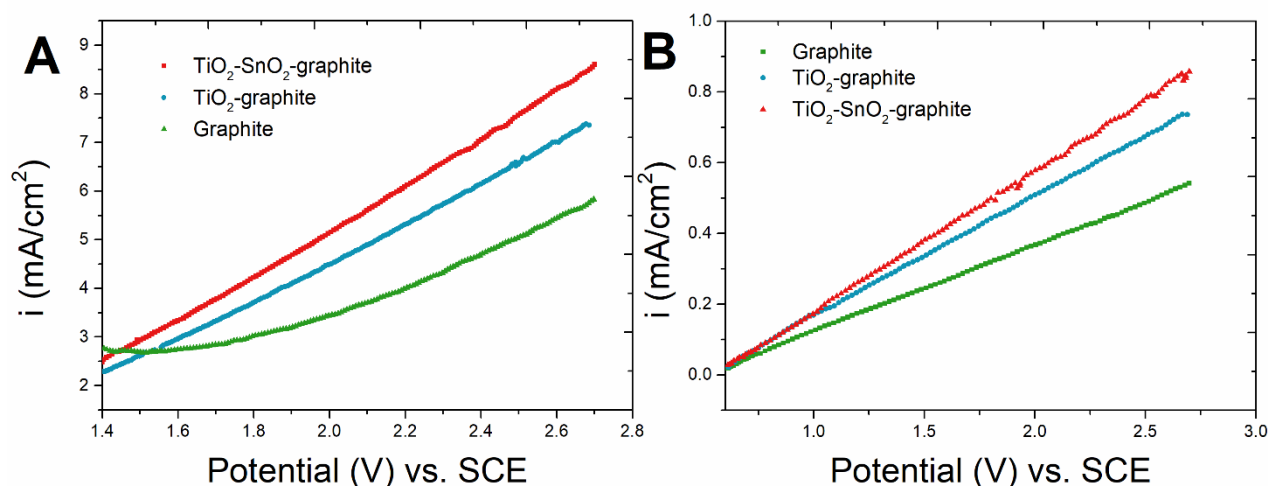 A
TiO₂-SnO₂-graphite
TiO₂-graphite
Graphite
i (mA/cm²)
9
8
7
6
5
4
3
2
1.4 1.6 1.8 2.0 2.2 2.4 2.6 2.8
Potential (V) vs. SCE
B
Graphite
TiO₂-graphite
TiO₂-SnO₂-graphite
i (mA/cm²)
1.0
0.8
0.6
0.4
0.2
0.0
1.0 1.5 2.0 2.5 3.0
Potential (V) vs. SCE